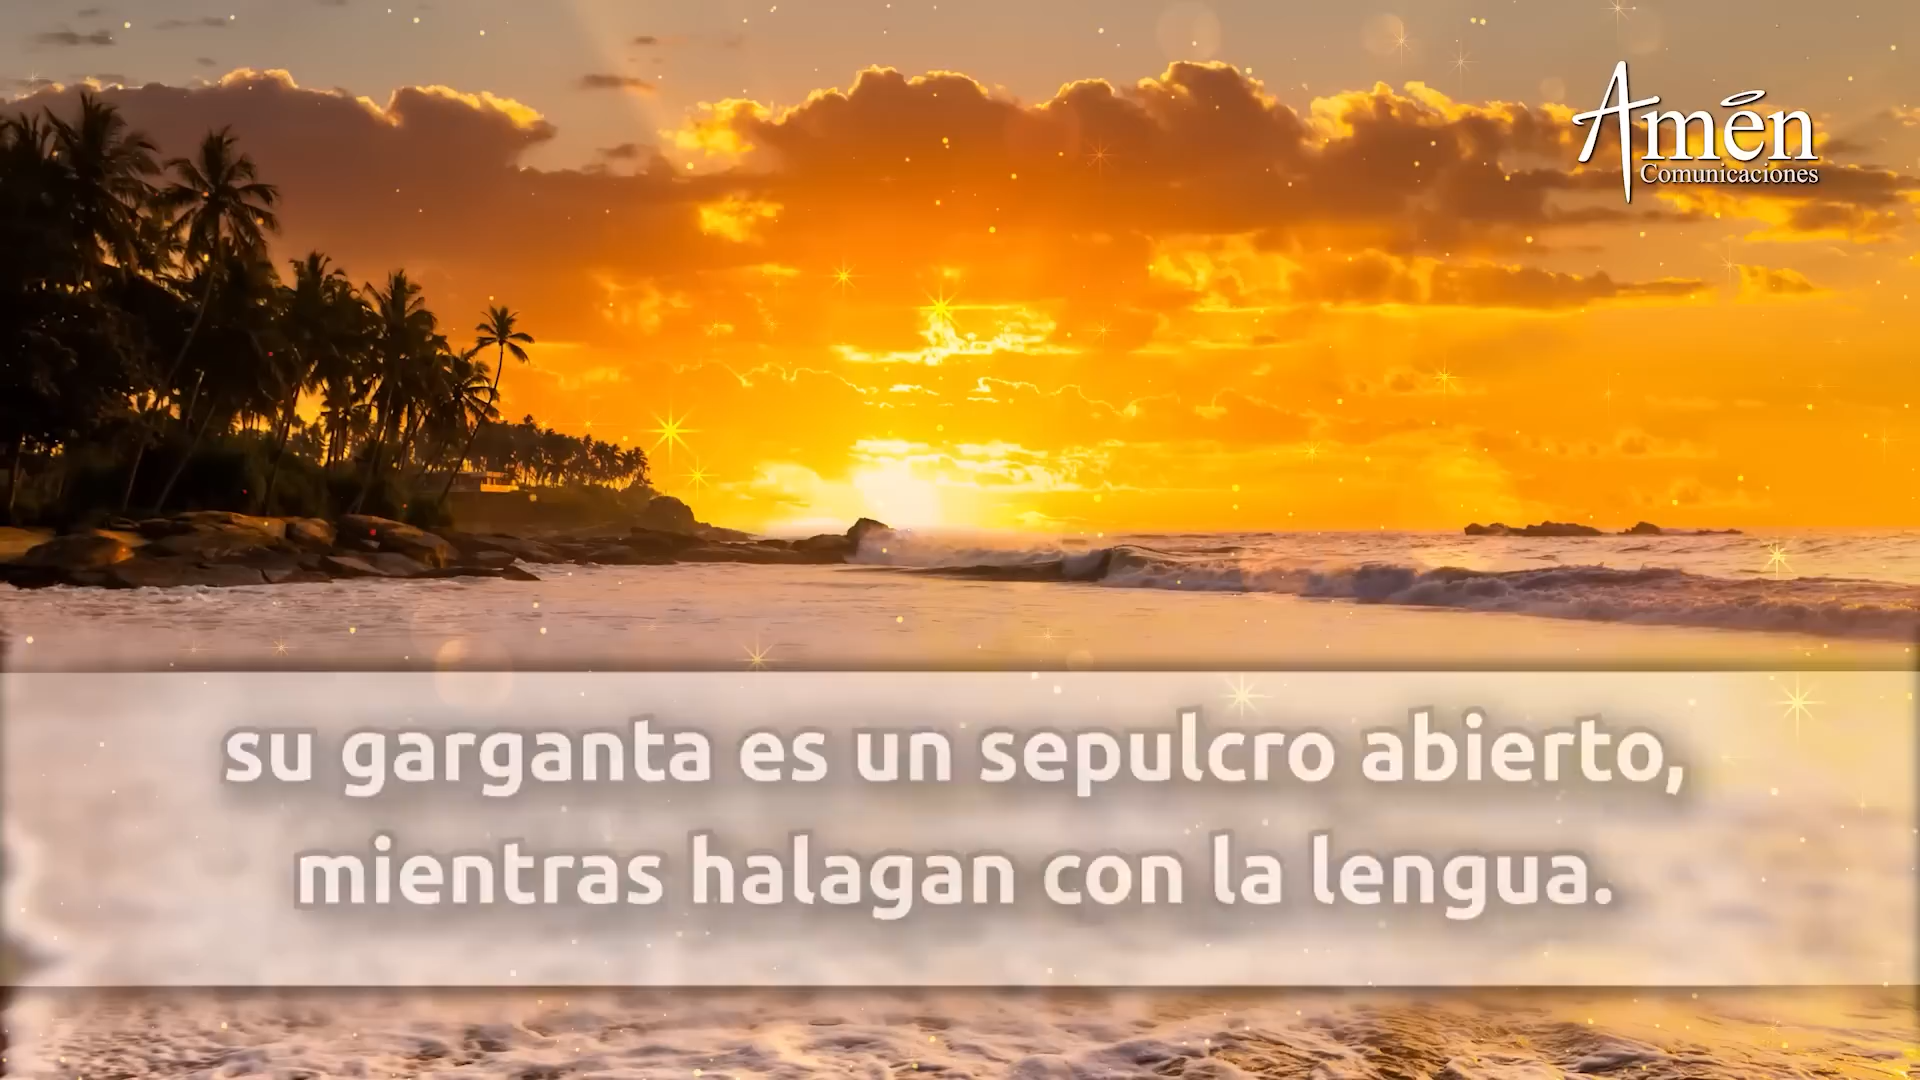 Amén
Comunicaciones
su garganta es un sepulcro abierto,
mientras halagan con la lengua.